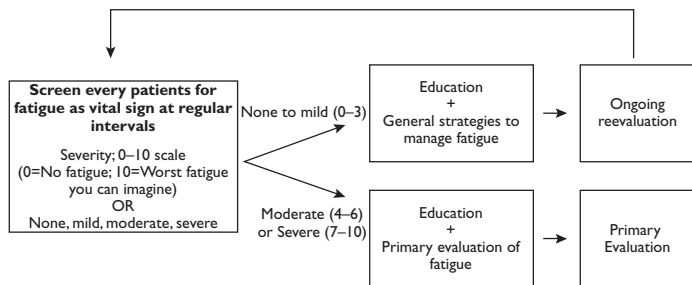 Screen every patients for
fatigue as vital sign at regular
intervals
Severity; 0–10 scale
(0=No fatigue; 10=Worst fatigue
you can imagine)
OR
None, mild, moderate, severe
None to mild (0–3)
Education
+
General strategies to
manage fatigue
Ongoing
reevaluation
Moderate (4–6)
or Severe (7–10)
Education
+
Primary evaluation of
fatigue
Primary
Evaluation